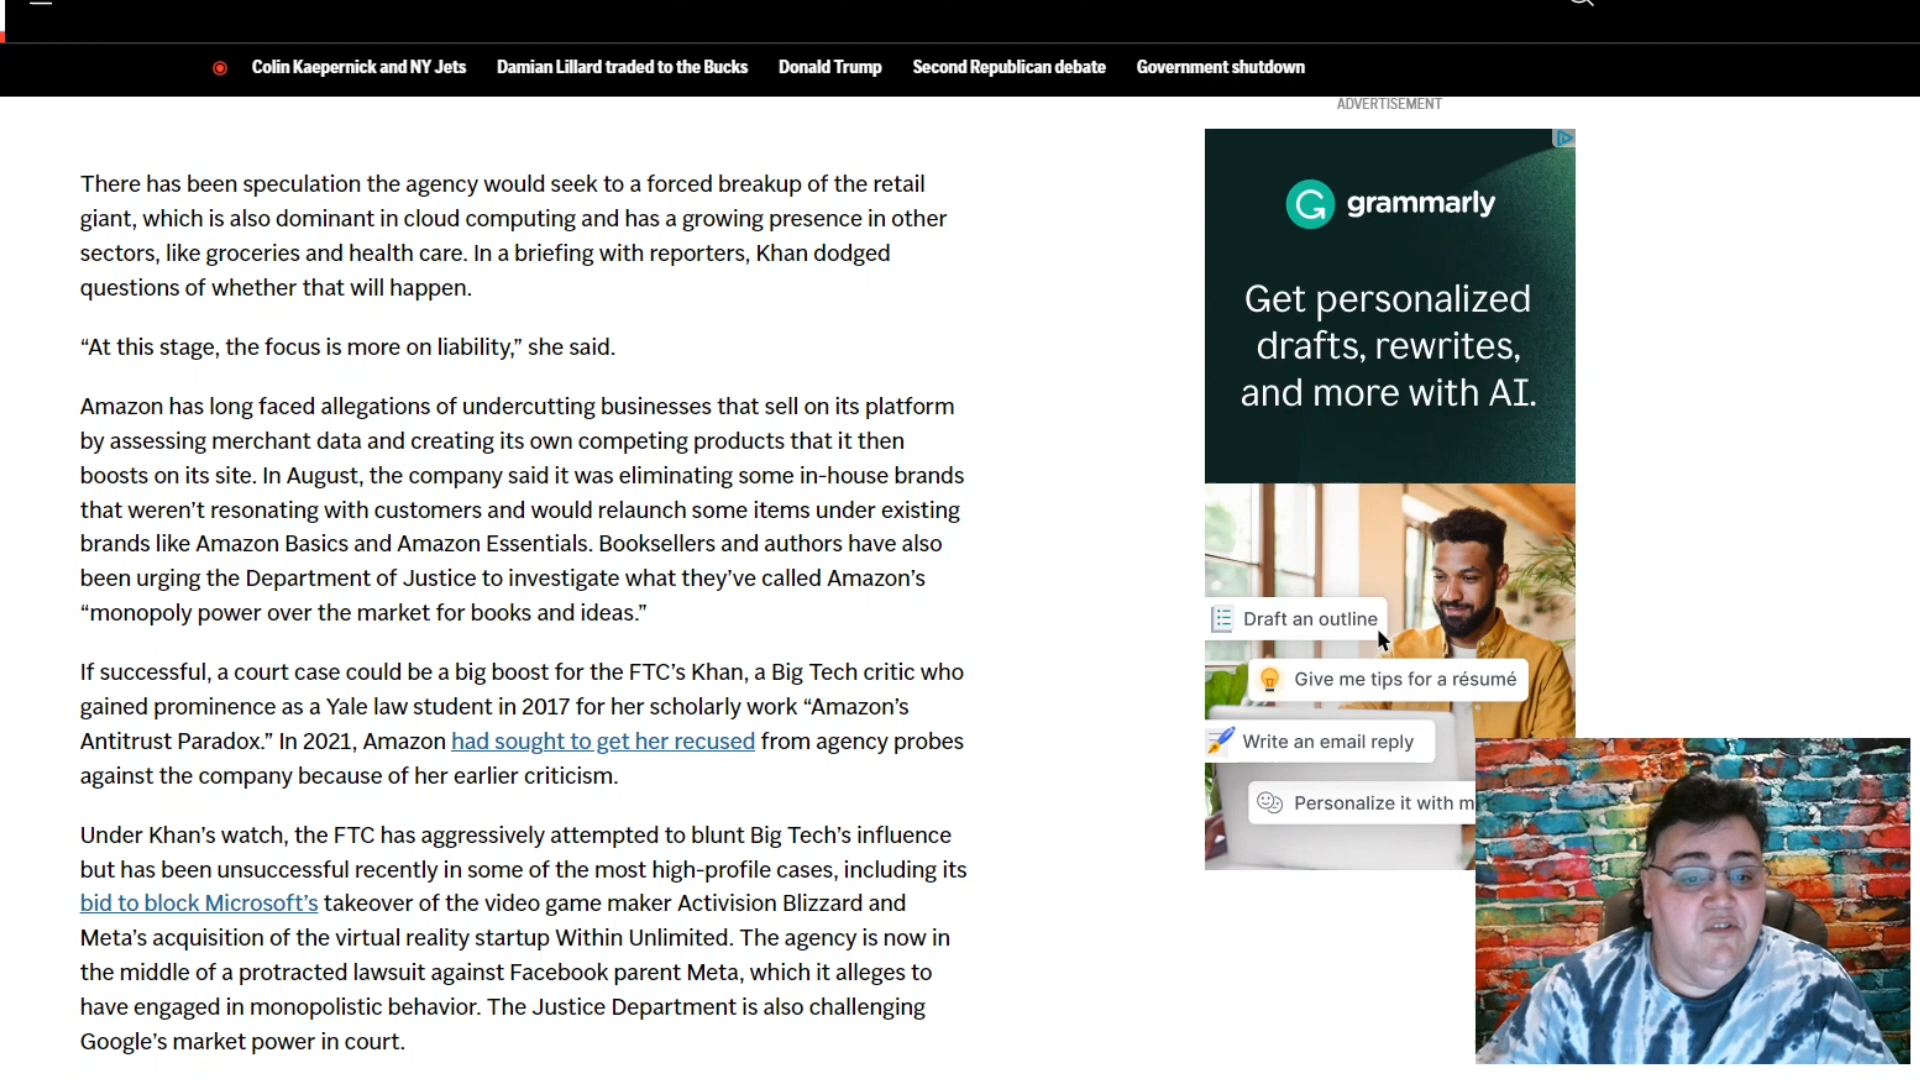 Colin Kaepernick and NY Jets Damian Lillard traded to the Bucks Donald Trump Second Republican debate Government shutdown
ADVERTISEMENT
There has been speculation the agency would seek to a forced breakup of the retail
giant, which is also dominant in cloud computing and has a growing presence in other
sectors, like groceries and health care. In a briefing with reporters, Khan dodged
questions of whether that will happen.
“At this stage, the focus is more on liability,” she said.
Amazon has long faced allegations of undercutting businesses that sell on its platform
by assessing merchant data and creating its own competing products that it then
boosts on its site. In August, the company said it was eliminating some in-house brands
that weren’t resonating with customers and would relaunch some items under existing
brands like Amazon Basics and Amazon Essentials. Booksellers and authors have also
been urging the Department of Justice to investigate what they’ve called Amazon’s
“monopoly power over the market for books and ideas.”
If successful, a court case could be a big boost for the FTC’s Khan, a Big Tech critic who
gained prominence as a Yale law student in 2017 for her scholarly work “Amazon’s
Antitrust Paradox.” In 2021, Amazon had sought to get her recused from agency probes
against the company because of her earlier criticism.
Under Khan’s watch, the FTC has aggressively attempted to blunt Big Tech’s influence
but has been unsuccessful recently in some of the most high-profile cases, including its
bid to block Microsoft’s takeover of the video game maker Activision Blizzard and
Meta’s acquisition of the virtual reality startup Within Unlimited. The agency is now in
the middle of a protracted lawsuit against Facebook parent Meta, which it alleges to
have engaged in monopolistic behavior. The Justice Department is also challenging
Google’s market power in court.
grammarly
Get personalized
drafts, rewrites,
and more with AI.
Draft an outline
Give me tips for a résumé
Write an email reply
Personalize it with m